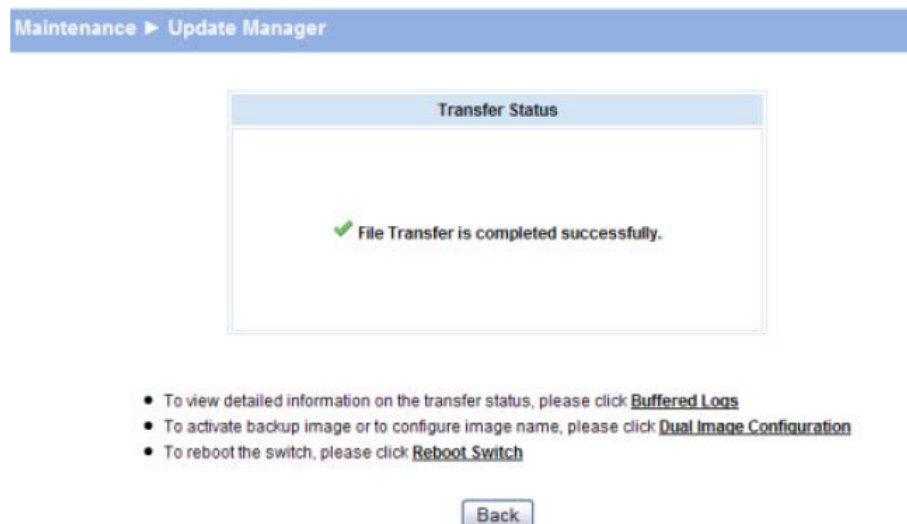 Maintenance ► Update Manager
Transfer Status
File Transfer is completed successfully.
● To view detailed information on the transfer status, please click Buffered Logs
● To activate backup image or to configure image name, please click Dual Image Configuration
● To reboot the switch, please click Reboot Switch
Back